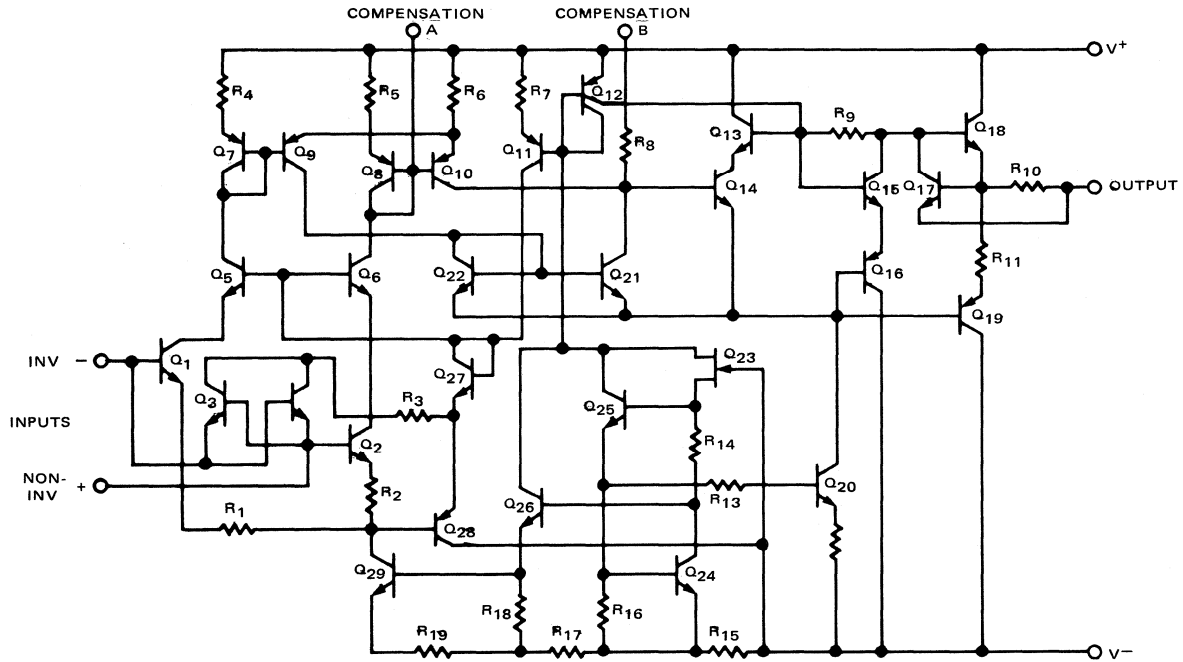 COMPENSATION COMPENSATION
A B
V+
R4 R5 R6 R7 Q12
R9
Q13 Q18
Q7 Q9 Q11 R8
Q8 Q10 R10
Q14 Q15 Q17 OUTPUT
Q5 Q6 Q22 Q21 Q16 R11
Q19
INV − Q1 Q23
Q27
Q3 R3 Q25
INPUTS
Q2 R14
NON-
INV + R2 Q26 R13 Q20
R1 Q28
Q29 Q24
R18 R16
R19 R17 R15 V−